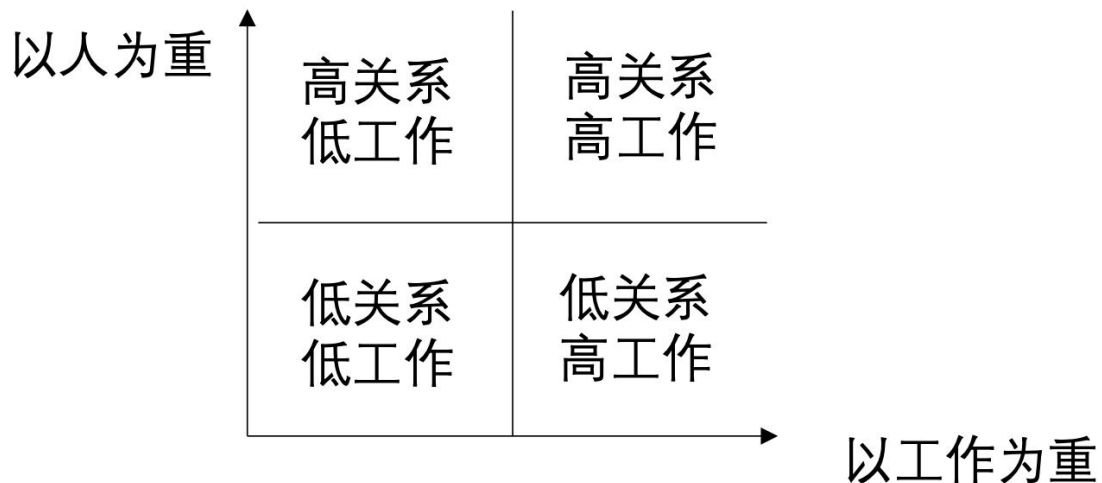 以人为重
高关系
低工作
高关系
高工作
低关系
低工作
低关系
高工作
以工作为重